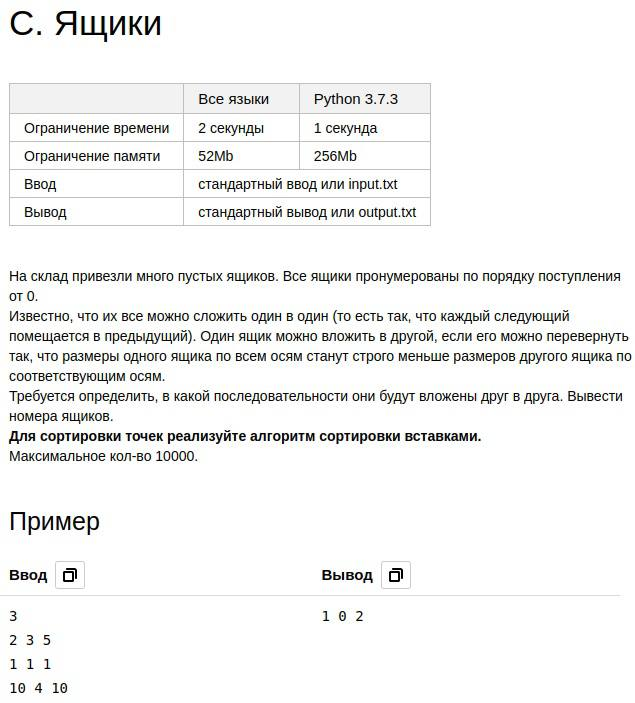 C. Ящики
Все языки Python 3.7.3
Ограничение времени 2 секунды 1 секунда
Ограничение памяти 52Mb 256Mb
Ввод стандартный ввод или input.txt
Вывод стандартный вывод или output.txt
На склад привезли много пустых ящиков. Все ящики пронумерованы по порядку поступления
от 0.
Известно, что их все можно сложить один в один (то есть так, что каждый следующий
помещается в предыдущий). Один ящик можно вложить в другой, если его можно перевернуть
так, что размеры одного ящика по всем осям станут строго меньше размеров другого ящика по
соответствующим осям.
Требуется определить, в какой последовательности они будут вложены друг в друга. Вывести
номера ящиков.
Для сортировки точек реализуйте алгоритм сортировки вставками.
Максимальное кол-во 10000.
Пример
Ввод Вывод
3 1 0 2
2 3 5
1 1 1
10 4 10